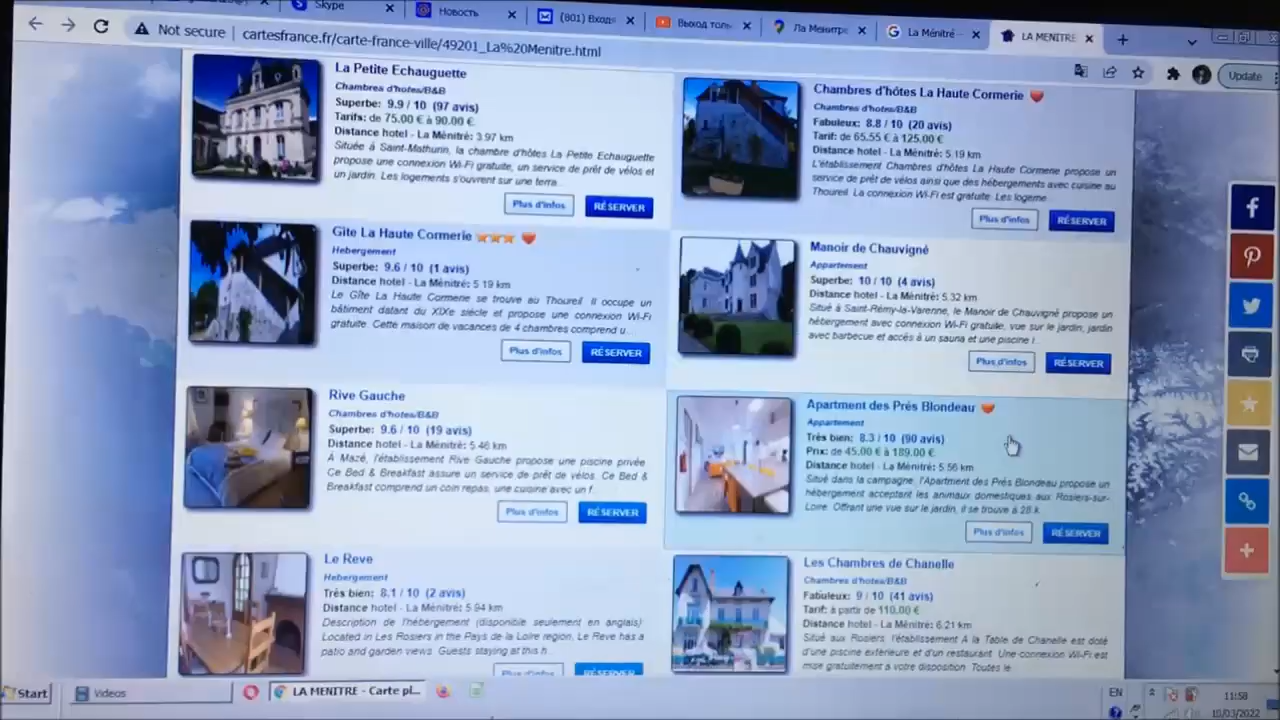 Skype
Новость
(801) Входя
Выход толь
Ла Менитре
La Ménitré -
LA MENITRE
Not secure
cartesfrance.fr/carte-france-ville/49201_La%20Menitre.html
Update
La Petite Echauguette
Chambres d'hotes/B&B
Superbe: 9.9 / 10 (97 avis)
Tarifs: de 75.00 € à 90.00 €
Distance hotel - La Ménitré: 3.97 km
Située à Saint-Mathurin, la chambre d'hôtes La Petite Echauguette
propose une connexion Wi-Fi gratuite, un service de prêt de vélos et
un jardin. Les logements s'ouvrent sur une terra...
Plus d'infos
RÉSERVER
Chambres d'hôtes La Haute Cormerie
Chambres d'hotes/B&B
Fabuleux: 8.8 / 10 (20 avis)
Tarif: de 65.55 € à 125.00 €
Distance hotel - La Ménitré: 5.19 km
L'établissement Chambres d'hôtes La Haute Cormerie propose un
service de prêt de vélos ainsi que des hébergements avec cuisine au
Thoureil. La connexion Wi-Fi est gratuite. Les logeme...
Plus d'infos
RÉSERVER
Gîte La Haute Cormerie
Hebergement
Superbe: 9.6 / 10 (1 avis)
Distance hotel - La Ménitré: 5.19 km
Le Gîte La Haute Cormerie se trouve au Thoureil. Il occupe un
bâtiment datant du XIXe siècle et propose une connexion Wi-Fi
gratuite. Cette maison de vacances de 4 chambres comprend u...
Plus d'infos
RÉSERVER
Manoir de Chauvigné
Appartement
Superbe: 10 / 10 (4 avis)
Distance hotel - La Ménitré: 5.32 km
Situé à Saint-Rémy-la-Varenne, le Manoir de Chauvigné propose un
hébergement avec connexion Wi-Fi gratuite, vue sur le jardin, jardin
avec barbecue et accès à un sauna et une piscine i...
Plus d'infos
RÉSERVER
Rive Gauche
Chambres d'hotes/B&B
Superbe: 9.6 / 10 (19 avis)
Distance hotel - La Ménitré: 5.46 km
À Mazé, l'établissement Rive Gauche propose une piscine privée.
Ce Bed & Breakfast assure un service de prêt de vélos. Ce Bed &
Breakfast comprend un coin repas, une cuisine avec un f...
Plus d'infos
RÉSERVER
Apartment des Prés Blondeau
Appartement
Très bien: 8.3 / 10 (90 avis)
Prix: de 45.00 € à 189.00 €
Distance hotel - La Ménitré: 5.56 km
Situé dans la campagne, l'Apartment des Prés Blondeau propose un
hébergement acceptant les animaux domestiques aux Rosiers-sur-
Loire. Offrant une vue sur le jardin, il se trouve à 28 k...
Plus d'infos
RÉSERVER
Le Reve
Hebergement
Très bien: 8.1 / 10 (2 avis)
Distance hotel - La Ménitré: 5.94 km
Description de l'hébergement (disponible seulement en anglais):
Located in Les Rosiers in the Pays de la Loire region, Le Reve has a
patio and garden views. Guests staying at this h...
Plus d'infos
RÉSERVER
Les Chambres de Chanelle
Chambres d'hotes/B&B
Fabuleux: 9 / 10 (41 avis)
Tarif: à partir de 110.00 €
Distance hotel - La Ménitré: 6.21 km
Situé aux Rosiers, l'établissement A la Table de Chanelle est doté
d'une piscine extérieure et d'un restaurant. Une connexion Wi-Fi est
mise gratuitement à votre disposition. Toutes le
Start
Videos
LA MENITRE - Carte pl...
EN
11:58
10/03/2022